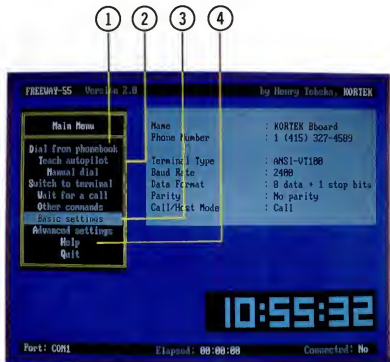 1 2 3 4
FREEWAY-SS Version 2.0 by Henry Tebeka, KORTEK
Main Menu
Dial from phonebook
Teach autopilot
Manual dial
Switch to terminal
Wait for a call
Other commands
Basic settings
Advanced settings
Help
Quit
Name : KORTEK Bboard
Phone Number : 1 (415) 327-4589
Terminal Type : ANSI-VT100
Baud Rate : 2400
Data Format : 8 data + 1 stop bits
Parity : No parity
Call/Host Mode : Call
10:55:32
Port: COM1 Elapsed: 00:00:00 Connected: No